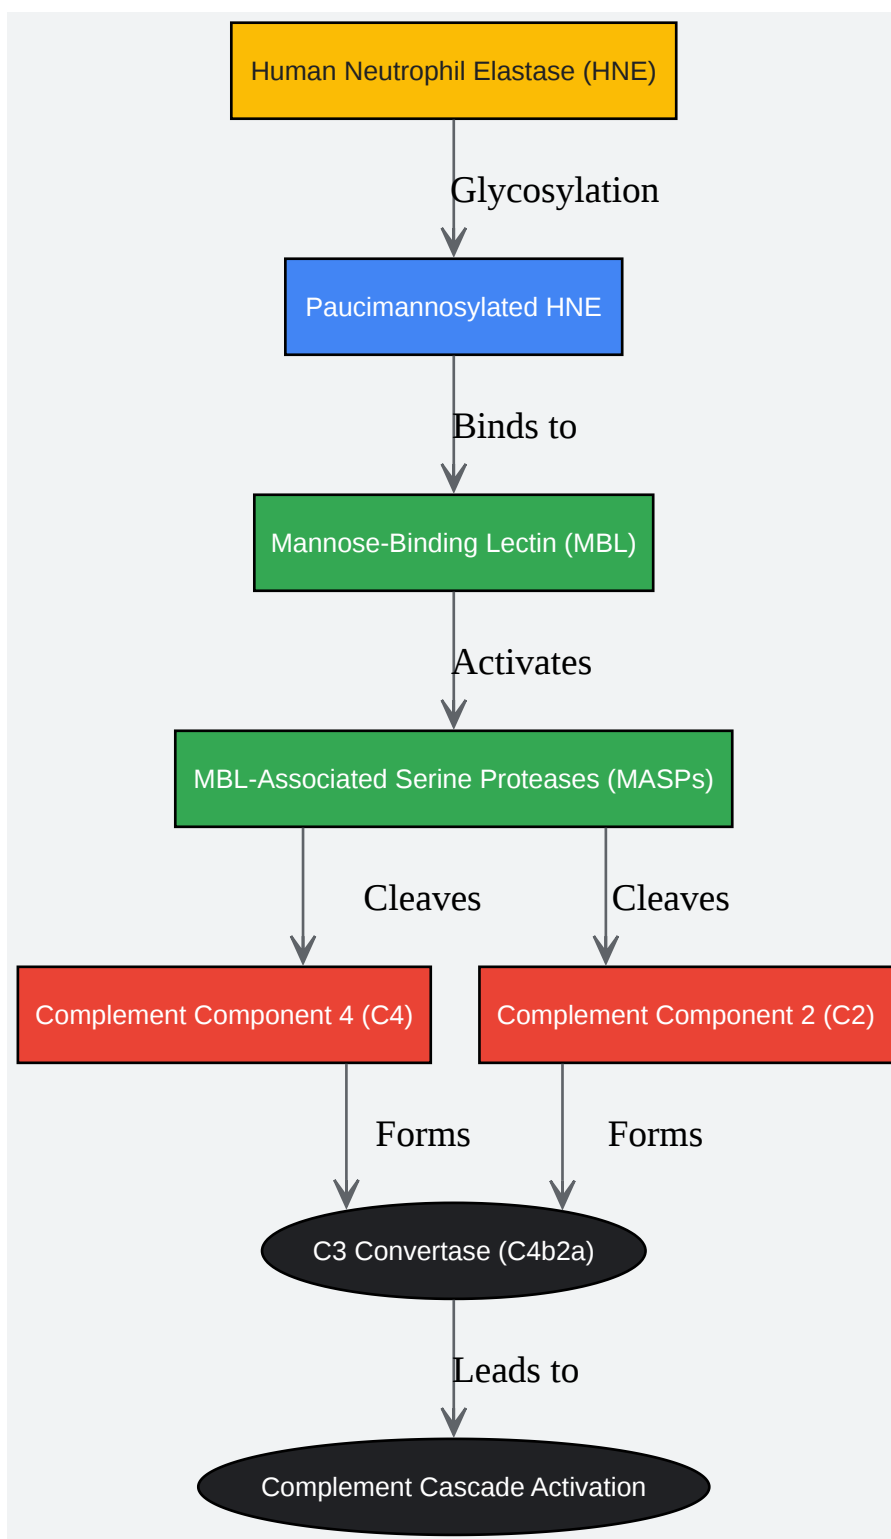 Human Neutrophil Elastase (HNE)
Glycosylation
Paucimannosylated HNE
Binds to
Mannose-Binding Lectin (MBL)
Activates
MBL-Associated Serine Proteases (MASPs)
Cleaves
Cleaves
Complement Component 4 (C4)
Complement Component 2 (C2)
Forms
Forms
C3 Convertase (C4b2a)
Leads to
Complement Cascade Activation